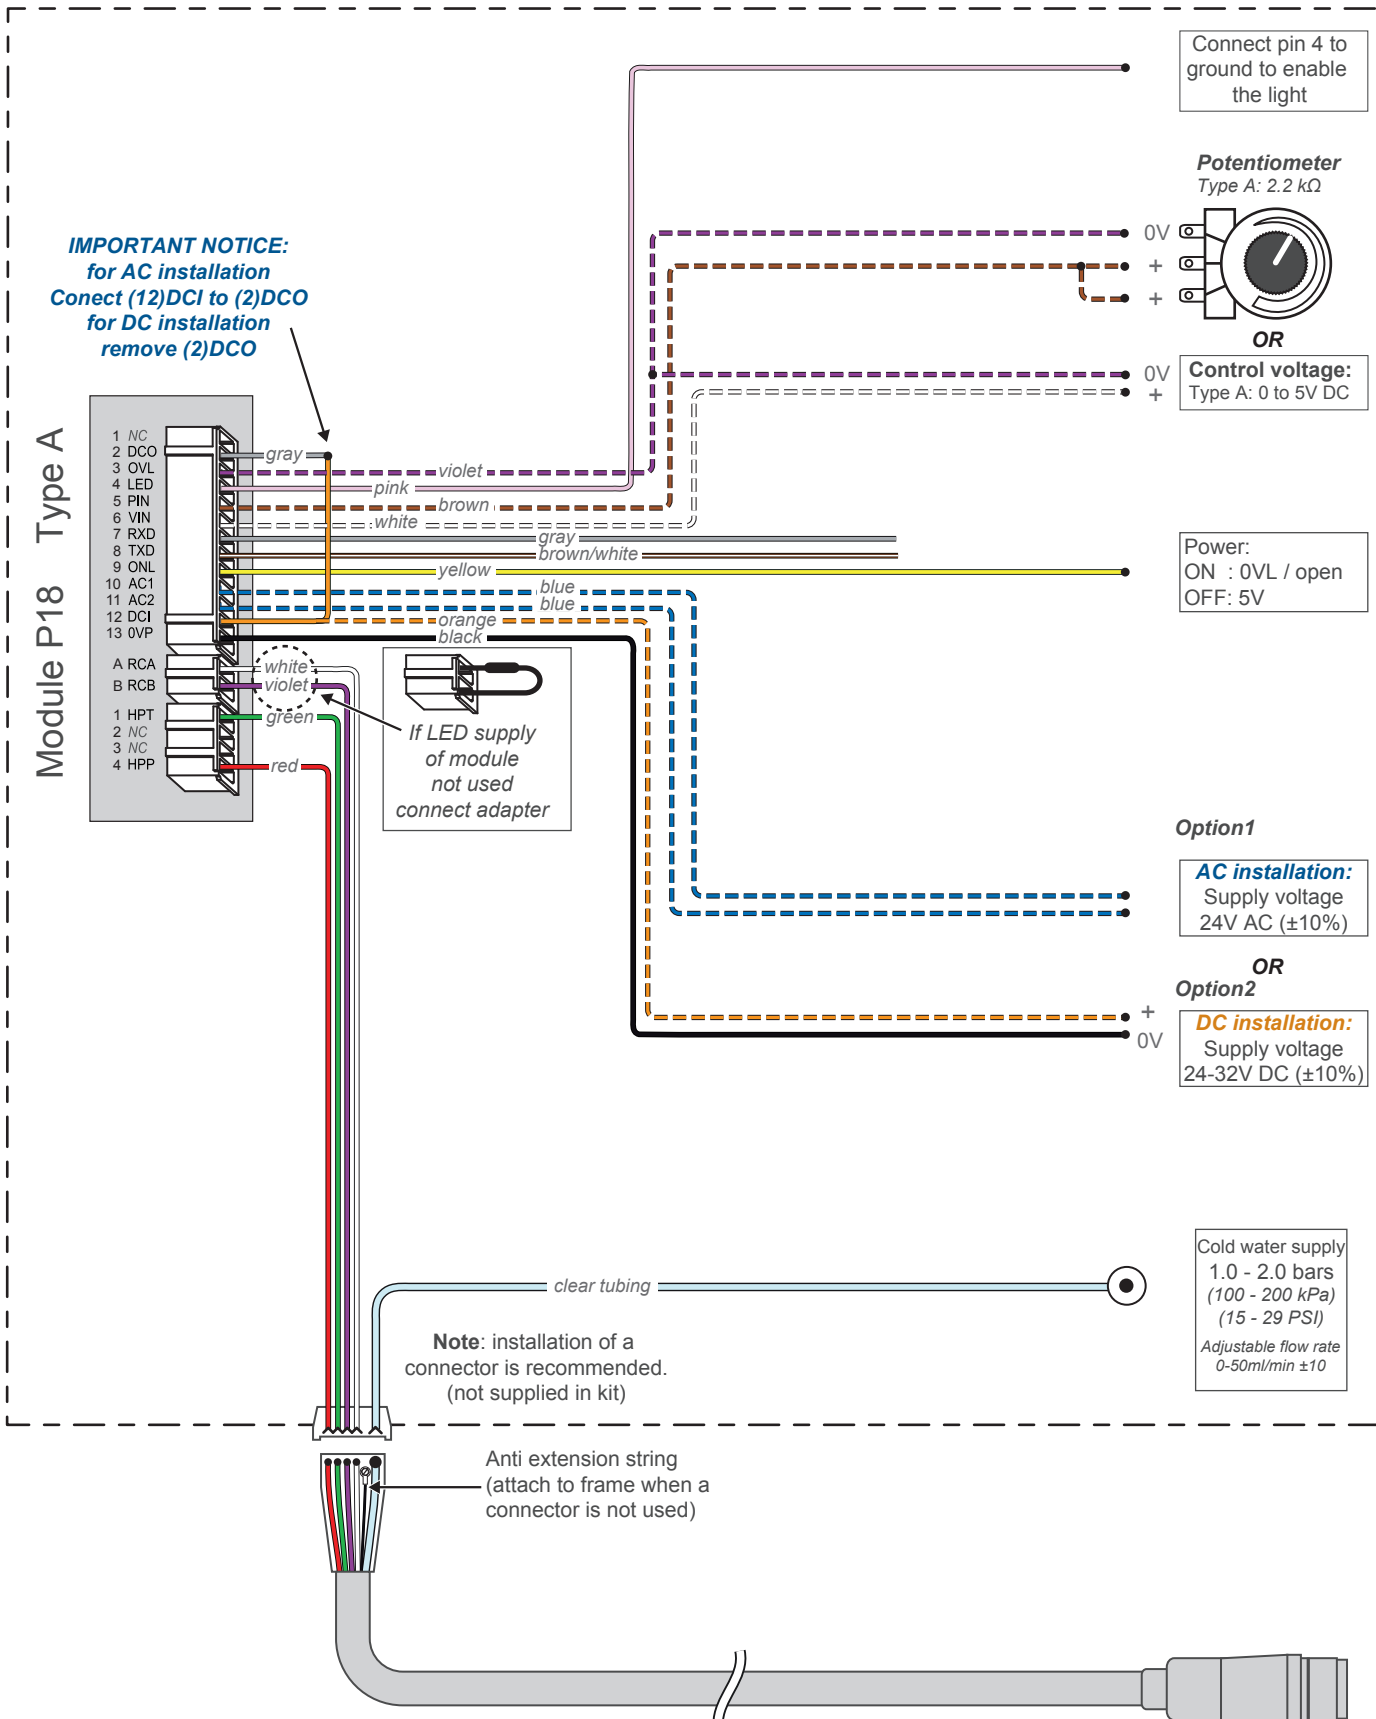 Connect pin 4 to
ground to enable
the light
Potentiometer
Type A: 2.2 kΩ
0V
+
+
OR
0V
+
Control voltage:
Type A: 0 to 5V DC
IMPORTANT NOTICE:
for AC installation
Conect (12)DCI to (2)DCO
for DC installation
remove (2)DCO
Module P18 Type A
1 NC
2 DCO
3 OVL
4 LED
5 PIN
6 VIN
7 RXD
8 TXD
9 ONL
10 AC1
11 AC2
12 DCI
13 0VP
A RCA
B RCB
1 HPT
2 NC
3 NC
4 HPP
gray
violet
pink
brown
white
gray
brown/white
yellow
blue
blue
orange
black
white
violet
green
red
Power:
ON : 0VL / open
OFF: 5V
If LED supply
of module
not used
connect adapter
Option1
AC installation:
Supply voltage
24V AC (±10%)
OR
Option2
+
0V
DC installation:
Supply voltage
24-32V DC (±10%)
clear tubing
Cold water supply
1.0 - 2.0 bars
(100 - 200 kPa)
(15 - 29 PSI)
Adjustable flow rate
0-50ml/min ±10
Note: installation of a
connector is recommended.
(not supplied in kit)
Anti extension string
(attach to frame when a
connector is not used)